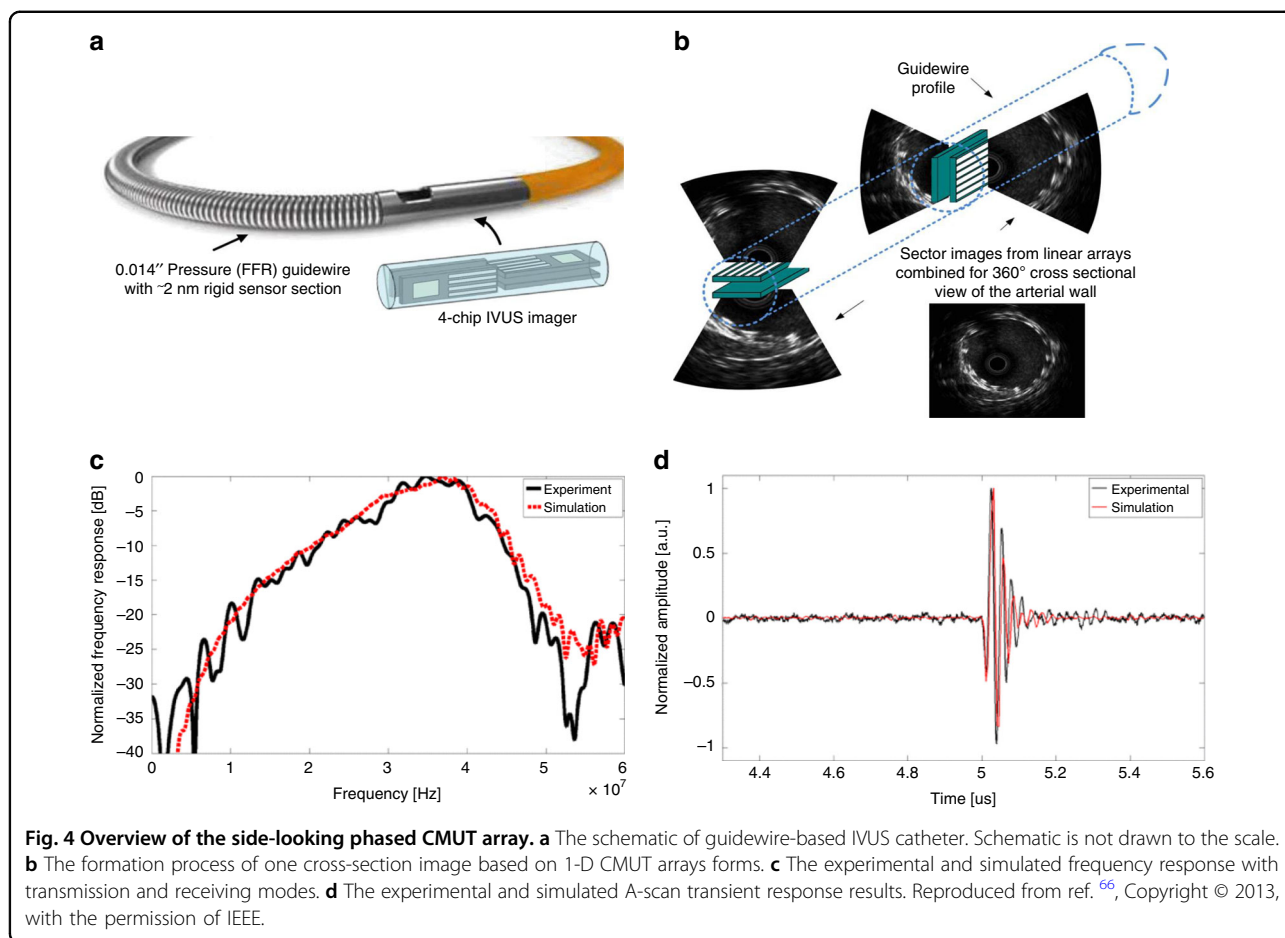 a
0.014″ Pressure (FFR) guidewire
with ~2 nm rigid sensor section
4-chip IVUS imager
b
Guidewire
profile
Sector images from linear arrays
combined for 360° cross sectional
view of the arterial wall
c
Normalized frequency response [dB]
0
–5
–10
–15
–20
–25
–30
–35
–40
Experiment
Simulation
0 1 2 3 4 5 6
× 10⁷
Frequency [Hz]
d
Normalized amplitude [a.u.]
1
0.5
0
–0.5
–1
Experimental
Simulation
4.4 4.6 4.8 5 5.2 5.4 5.6
Time [us]
Fig. 4 Overview of the side-looking phased CMUT array. a The schematic of guidewire-based IVUS catheter. Schematic is not drawn to the scale.
b The formation process of one cross-section image based on 1-D CMUT arrays forms. c The experimental and simulated frequency response with
transmission and receiving modes. d The experimental and simulated A-scan transient response results. Reproduced from ref. 66, Copyright © 2013,
with the permission of IEEE.